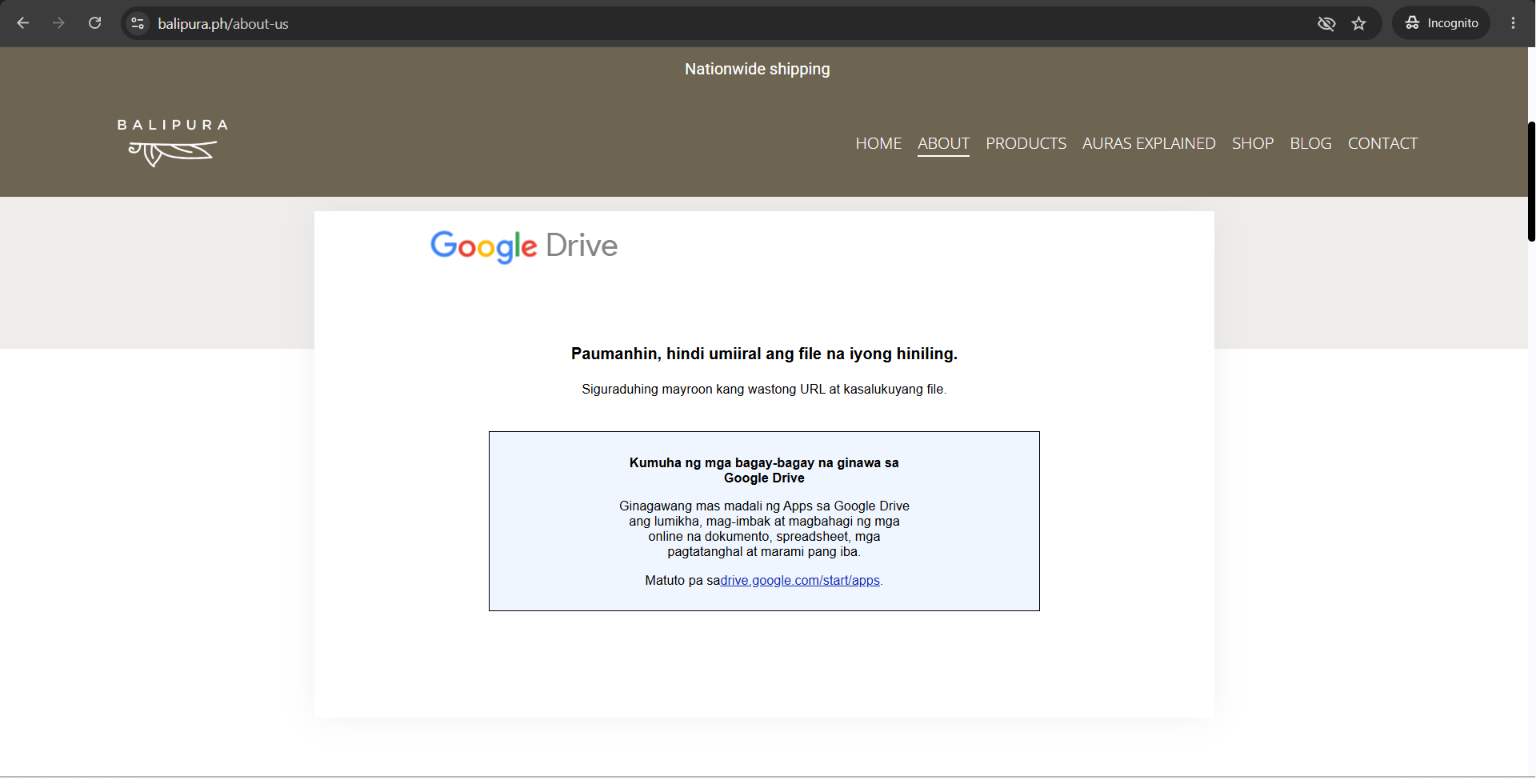 balipura.ph/about-us
Incognito
Nationwide shipping
BALIPURA
HOME ABOUT PRODUCTS AURAS EXPLAINED SHOP BLOG CONTACT
Google Drive
Paumanhin, hindi umiiral ang file na iyong hiniling.
Siguraduhing mayroon kang wastong URL at kasalukuyang file.
Kumuha ng mga bagay-bagay na ginawa sa
Google Drive
Ginagawang mas madali ng Apps sa Google Drive
ang lumikha, mag-imbak at magbahagi ng mga
online na dokumento, spreadsheet, mga
pagtatanghal at marami pang iba.
Matuto pa sadrive.google.com/start/apps.